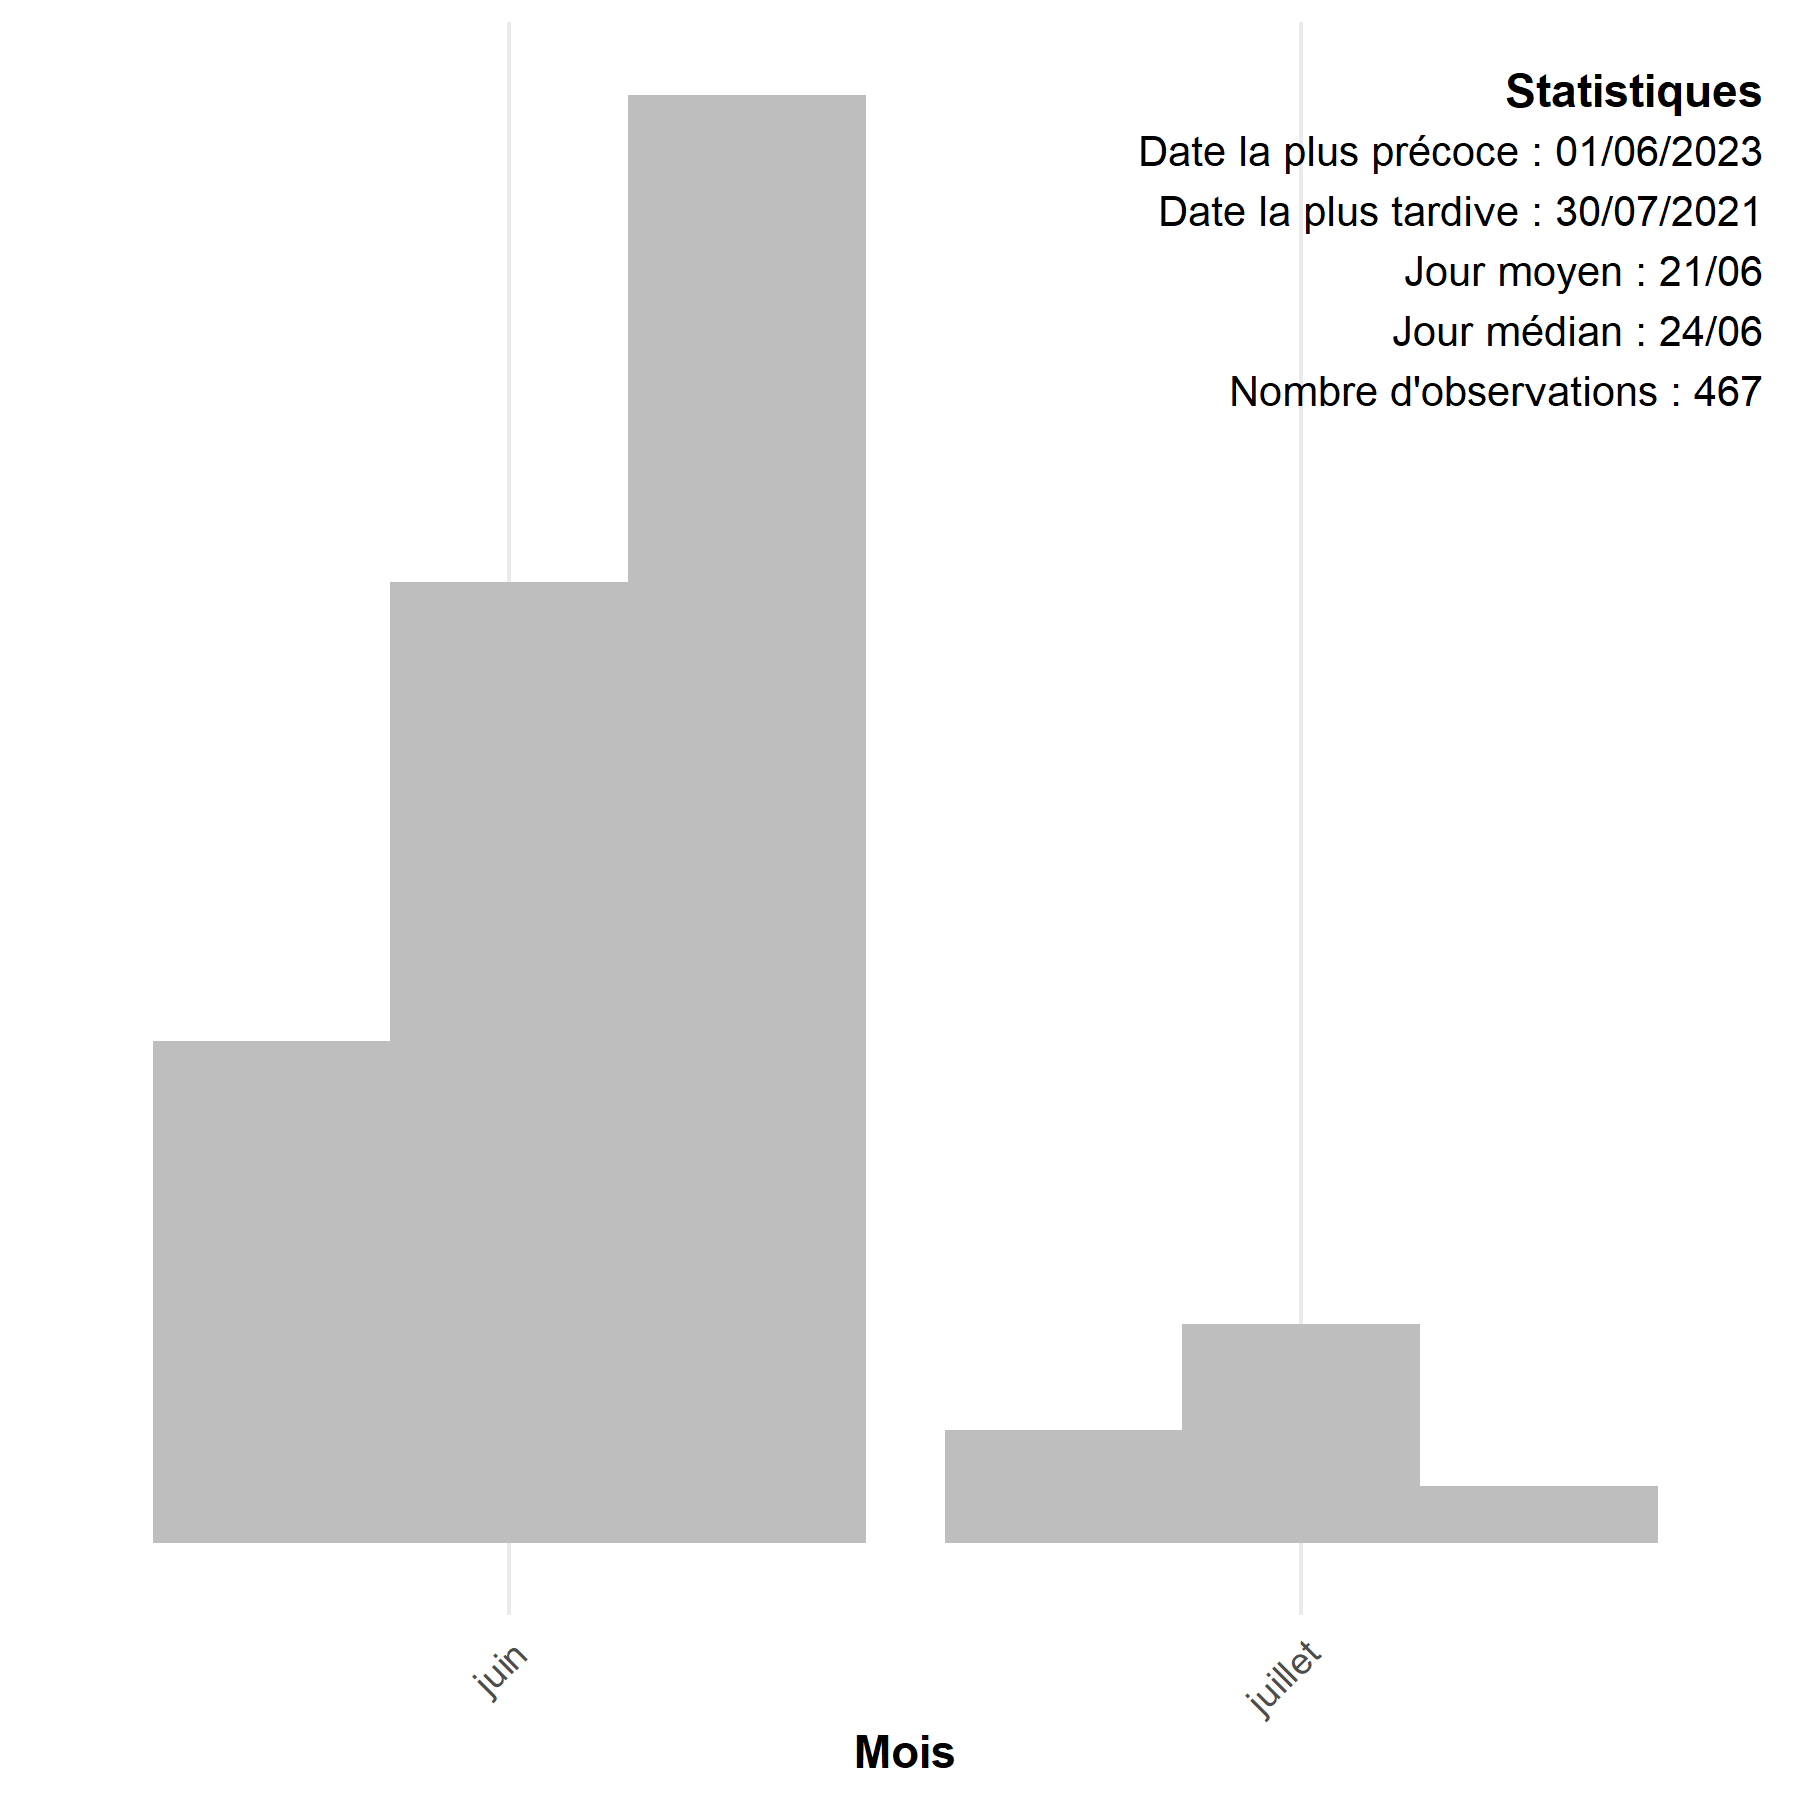 Statistiques
Date la plus précoce : 01/06/2023
Date la plus tardive : 30/07/2021
Jour moyen : 21/06
Jour médian : 24/06
Nombre d'observations : 467
juin
juillet
Mois